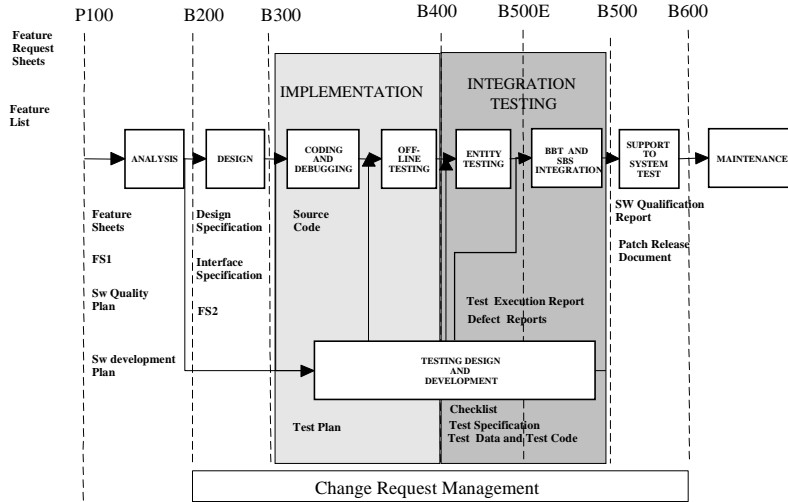 P100
B200
B300
B400
B500E
B500
B600
Feature
Request
Sheets
Feature
List
IMPLEMENTATION
INTEGRATION
TESTING
ANALYSIS
DESIGN
CODING
AND
DEBUGGING
OFF-
LINE
TESTING
ENTITY
TESTING
BBT AND
SBS
INTEGRATION
SUPPORT
TO
SYSTEM
TEST
MAINTENANCE
Feature
Sheets
FS1
Sw Quality
Plan
Sw development
Plan
Design
Specification
Interface
Specification
FS2
Source
Code
SW Qualification
Report
Patch Release
Document
Test Execution Report
Defect Reports
TESTING DESIGN
AND
DEVELOPMENT
Test Plan
Checklist
Test Specification
Test Data and Test Code
Change Request Management